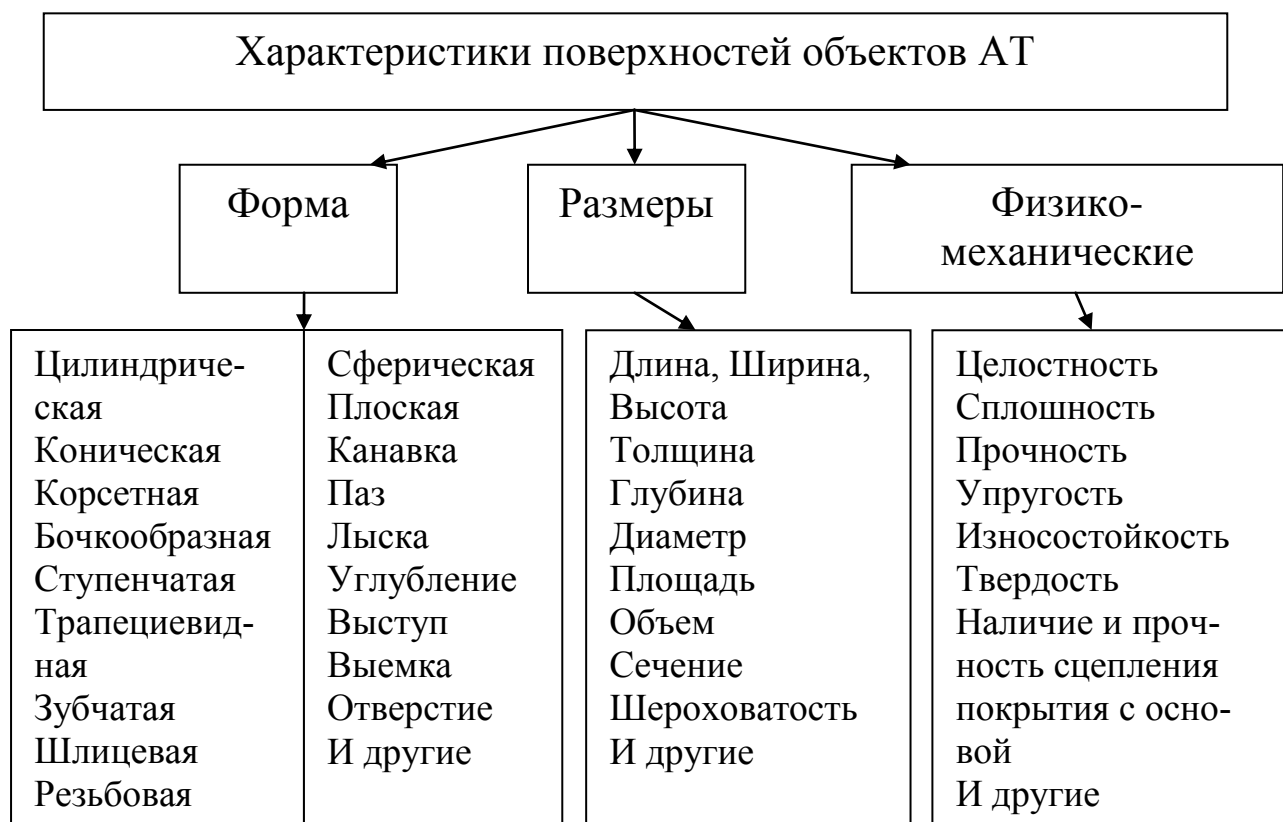 Характеристики поверхностей объектов АТ
Форма
Размеры
Физико-
механические
Цилиндриче-
ская
Коническая
Корсетная
Бочкообразная
Ступенчатая
Трапециевид-
ная
Зубчатая
Шлицевая
Резьбовая
Сферическая
Плоская
Канавка
Паз
Лыска
Углубление
Выступ
Выемка
Отверстие
И другие
Длина, Ширина,
Высота
Толщина
Глубина
Диаметр
Площадь
Объем
Сечение
Шероховатость
И другие
Целостность
Сплошность
Прочность
Упругость
Износостойкость
Твердость
Наличие и проч-
ность сцепления
покрытия с осно-
вой
И другие